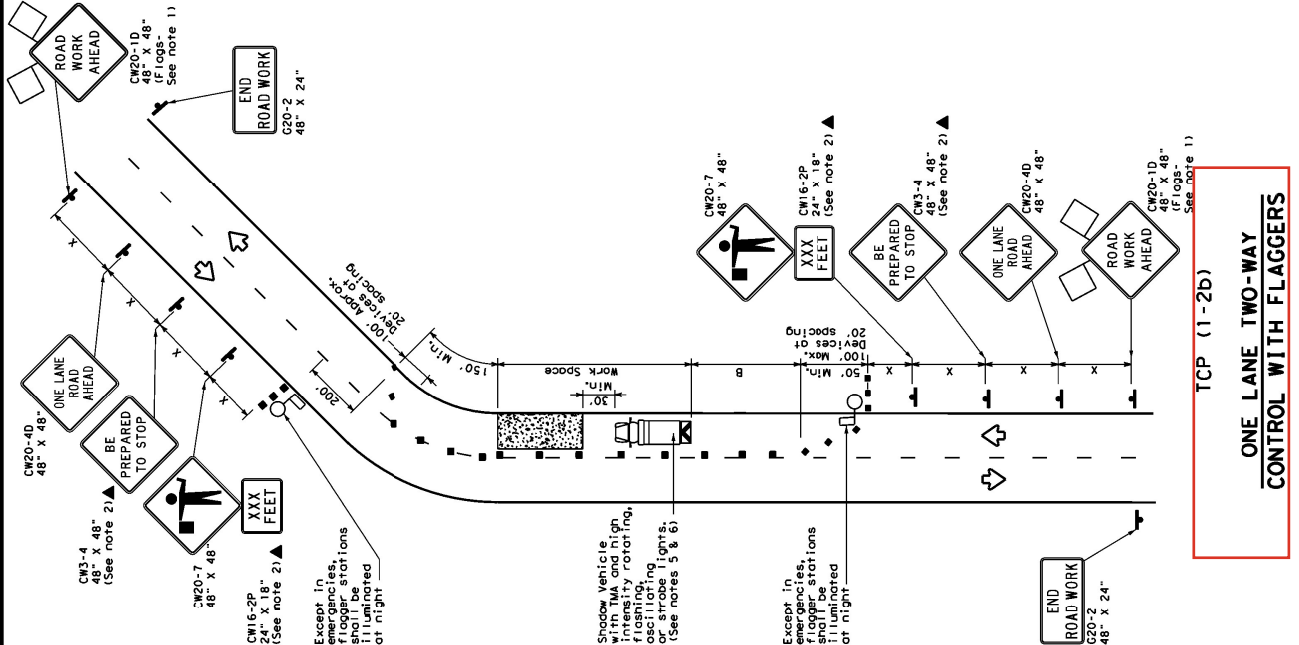 ROAD
WORK
AHEAD
CW20-1D
48" X 48"
(Flags-
See note 1)
END
ROAD WORK
G20-2
48" X 24"
ONE LANE
ROAD
AHEAD
CW20-4D
48" X 48"
BE
PREPARED
TO STOP
CW3-4
48" X 48"
(See note 2)
CW20-7
48" X 48"
XXX
FEET
CW16-2P
24" X 18"
(See note 2)
X
X
X
X
Except in
emergencies,
flagger stations
shall be
illuminated
at night
200'
100' Approx.
Devices at
20' spacing
150' Min.
Work Space
30'
Min.
B
100' Max.
Devices at
20' spacing
50' Min.
X
X
X
X
Shadow Vehicle
with TMA and high
intensity rotating,
flashing,
oscillating
or strobe lights.
(See notes 5 & 6)
Except in
emergencies,
flagger stations
shall be
illuminated
at night
CW20-7
48" X 48"
XXX
FEET
CW16-2P
24" X 18"
(See note 2)
BE
PREPARED
TO STOP
CW3-4
48" X 48"
(See note 2)
ONE LANE
ROAD
AHEAD
CW20-4D
48" X 48"
ROAD
WORK
AHEAD
CW20-1D
48" X 48"
(Flags-
See note 1)
END
ROAD WORK
G20-2
48" X 24"
TCP (1-2b)
ONE LANE TWO-WAY
CONTROL WITH FLAGGERS